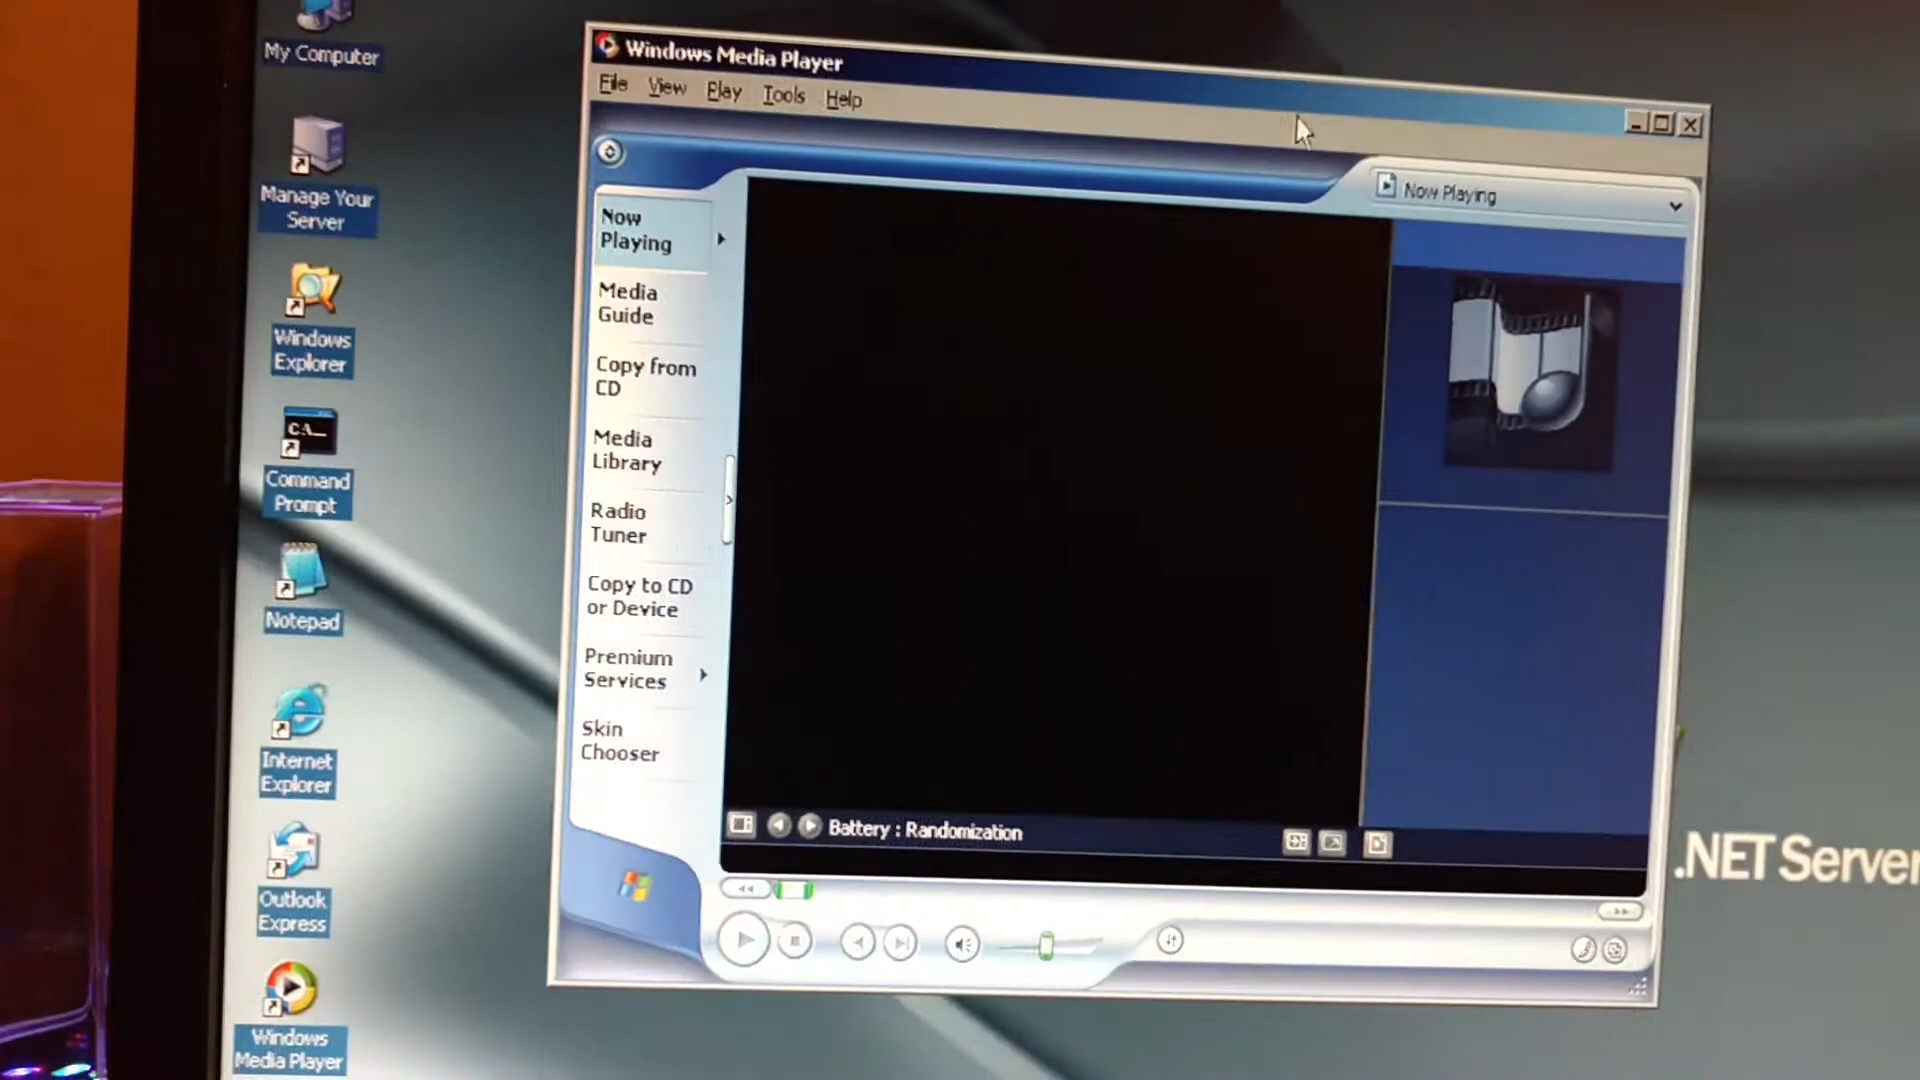 My Computer
Manage Your
Server
Windows
Explorer
C:\_
Command
Prompt
Notepad
Internet
Explorer
Outlook
Express
Windows
Media Player
Windows Media Player
File View Play Tools Help
Now Playing
Now
Playing
Media
Guide
Copy from
CD
Media
Library
Radio
Tuner
Copy to CD
or Device
Premium
Services
Skin
Chooser
Battery : Randomization
.NET Server